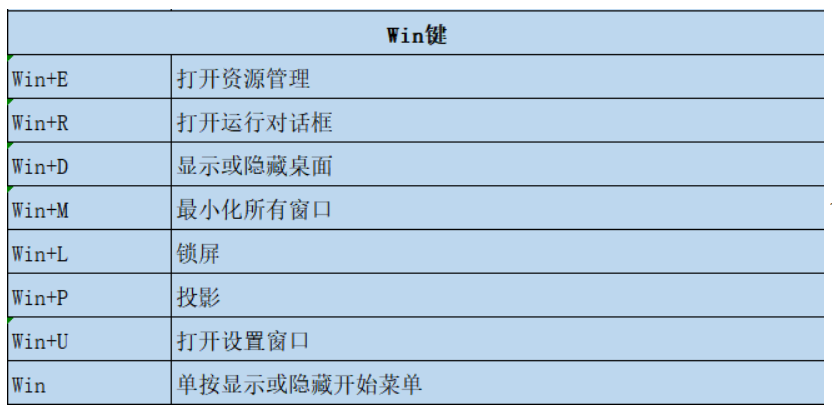 Win键
Win+E 打开资源管理
Win+R 打开运行对话框
Win+D 显示或隐藏桌面
Win+M 最小化所有窗口
Win+L 锁屏
Win+P 投影
Win+U 打开设置窗口
Win 单按显示或隐藏开始菜单